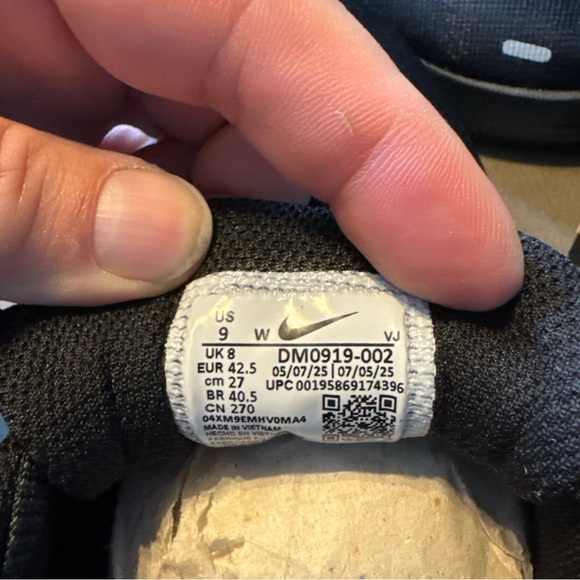 US
9 W VJ
UK 8 DM0919-002
EUR 42.5 05/07/25 | 07/05/25
cm 27 UPC 00195869174396
BR 40.5
CN 270
04XM9EMHV0MA4
MADE IN VIETNAM
HECHO EN VIETNAM